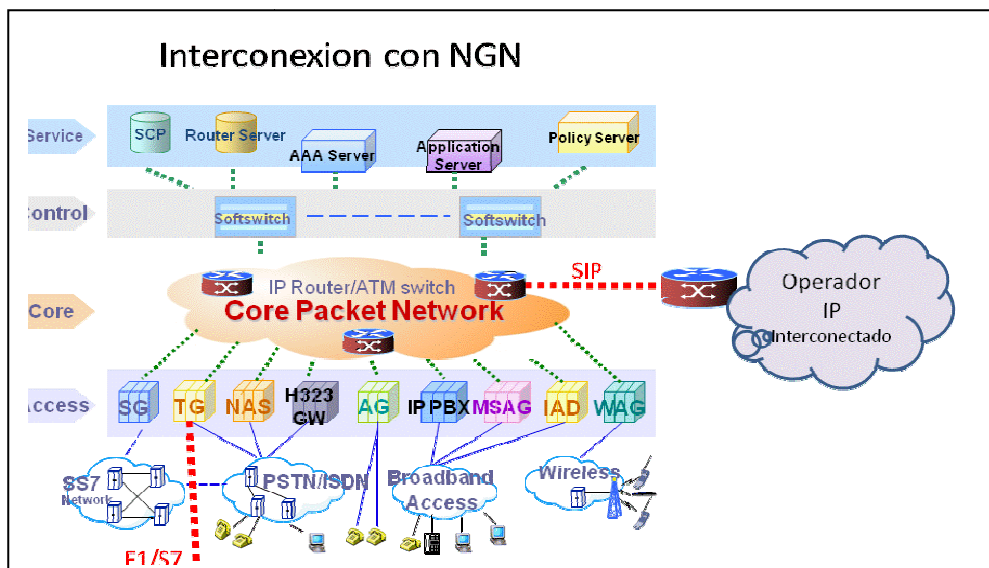 Interconexion con NGN
Service
SCP
Router Server
AAA Server
Application
Server
Policy Server
Control
Softswitch
Softswitch
IP Router/ATM switch
Core
Core Packet Network
SIP
Operador
IP
Interconectado
Access
SG
TG
NAS
H323
GW
AG
IP PBX
MSAG
IAD
WAG
SS7
Network
PSTN/ISDN
Broadband
Access
Wireless
E1/S7